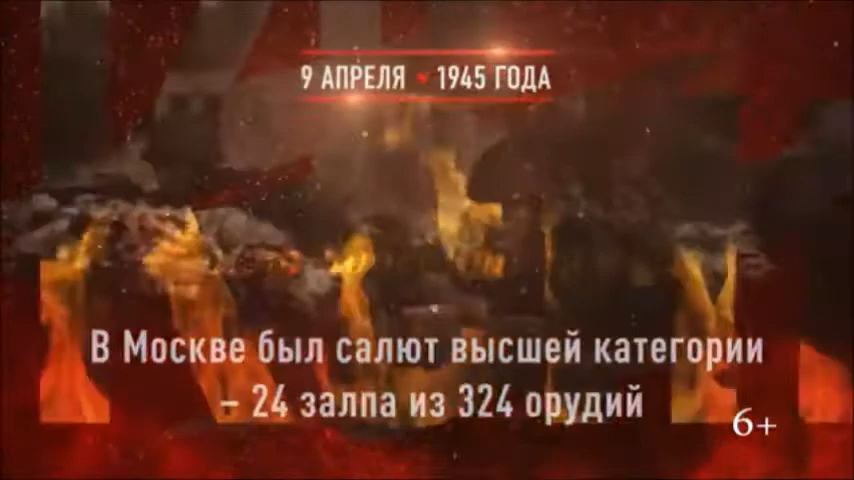 9 АПРЕЛЯ • 1945 ГОДА
В Москве был салют высшей категории
– 24 залпа из 324 орудий
6+